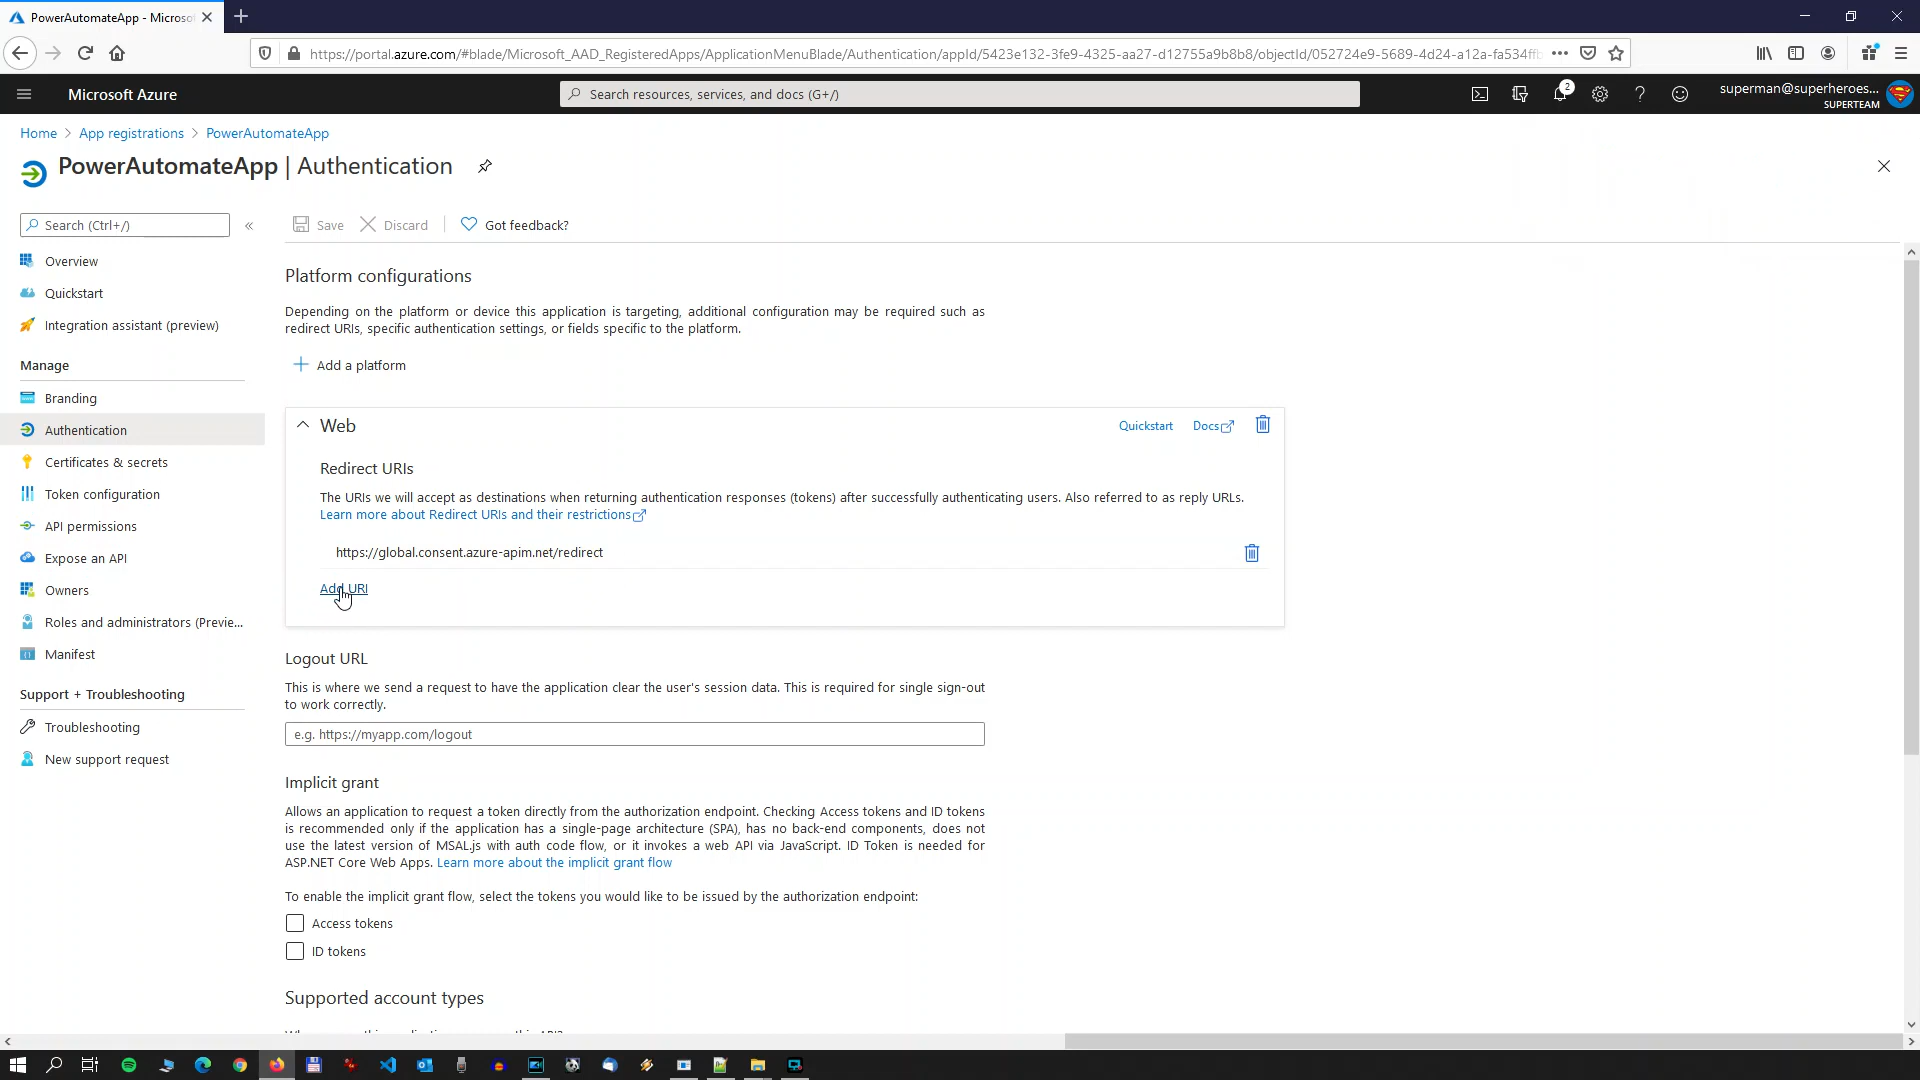 PowerAutomateApp - Microso
https://portal.azure.com/#blade/Microsoft_AAD_RegisteredApps/ApplicationMenuBlade/Authentication/appId/5423e132-3fe9-4325-aa27-d12755a9b8b8/objectId/052724e9-5689-4d24-a12a-fa534ffb
Microsoft Azure
Search resources, services, and docs (G+/)
2
superman@superheroes...
SUPERTEAM
Home > App registrations > PowerAutomateApp
PowerAutomateApp | Authentication
Search (Ctrl+/)
«
Save
Discard
Got feedback?
Overview
Quickstart
Integration assistant (preview)
Manage
Branding
Authentication
Certificates & secrets
Token configuration
API permissions
Expose an API
Owners
Roles and administrators (Previe...
Manifest
Support + Troubleshooting
Troubleshooting
New support request
Platform configurations
Depending on the platform or device this application is targeting, additional configuration may be required such as
redirect URIs, specific authentication settings, or fields specific to the platform.
Add a platform
Web
Quickstart
Docs
Redirect URIs
The URIs we will accept as destinations when returning authentication responses (tokens) after successfully authenticating users. Also referred to as reply URLs.
Learn more about Redirect URIs and their restrictions
https://global.consent.azure-apim.net/redirect
Add URI
Logout URL
This is where we send a request to have the application clear the user's session data. This is required for single sign-out
to work correctly.
e.g. https://myapp.com/logout
Implicit grant
Allows an application to request a token directly from the authorization endpoint. Checking Access tokens and ID tokens
is recommended only if the application has a single-page architecture (SPA), has no back-end components, does not
use the latest version of MSAL.js with auth code flow, or it invokes a web API via JavaScript. ID Token is needed for
ASP.NET Core Web Apps. Learn more about the implicit grant flow
To enable the implicit grant flow, select the tokens you would like to be issued by the authorization endpoint:
Access tokens
ID tokens
Supported account types